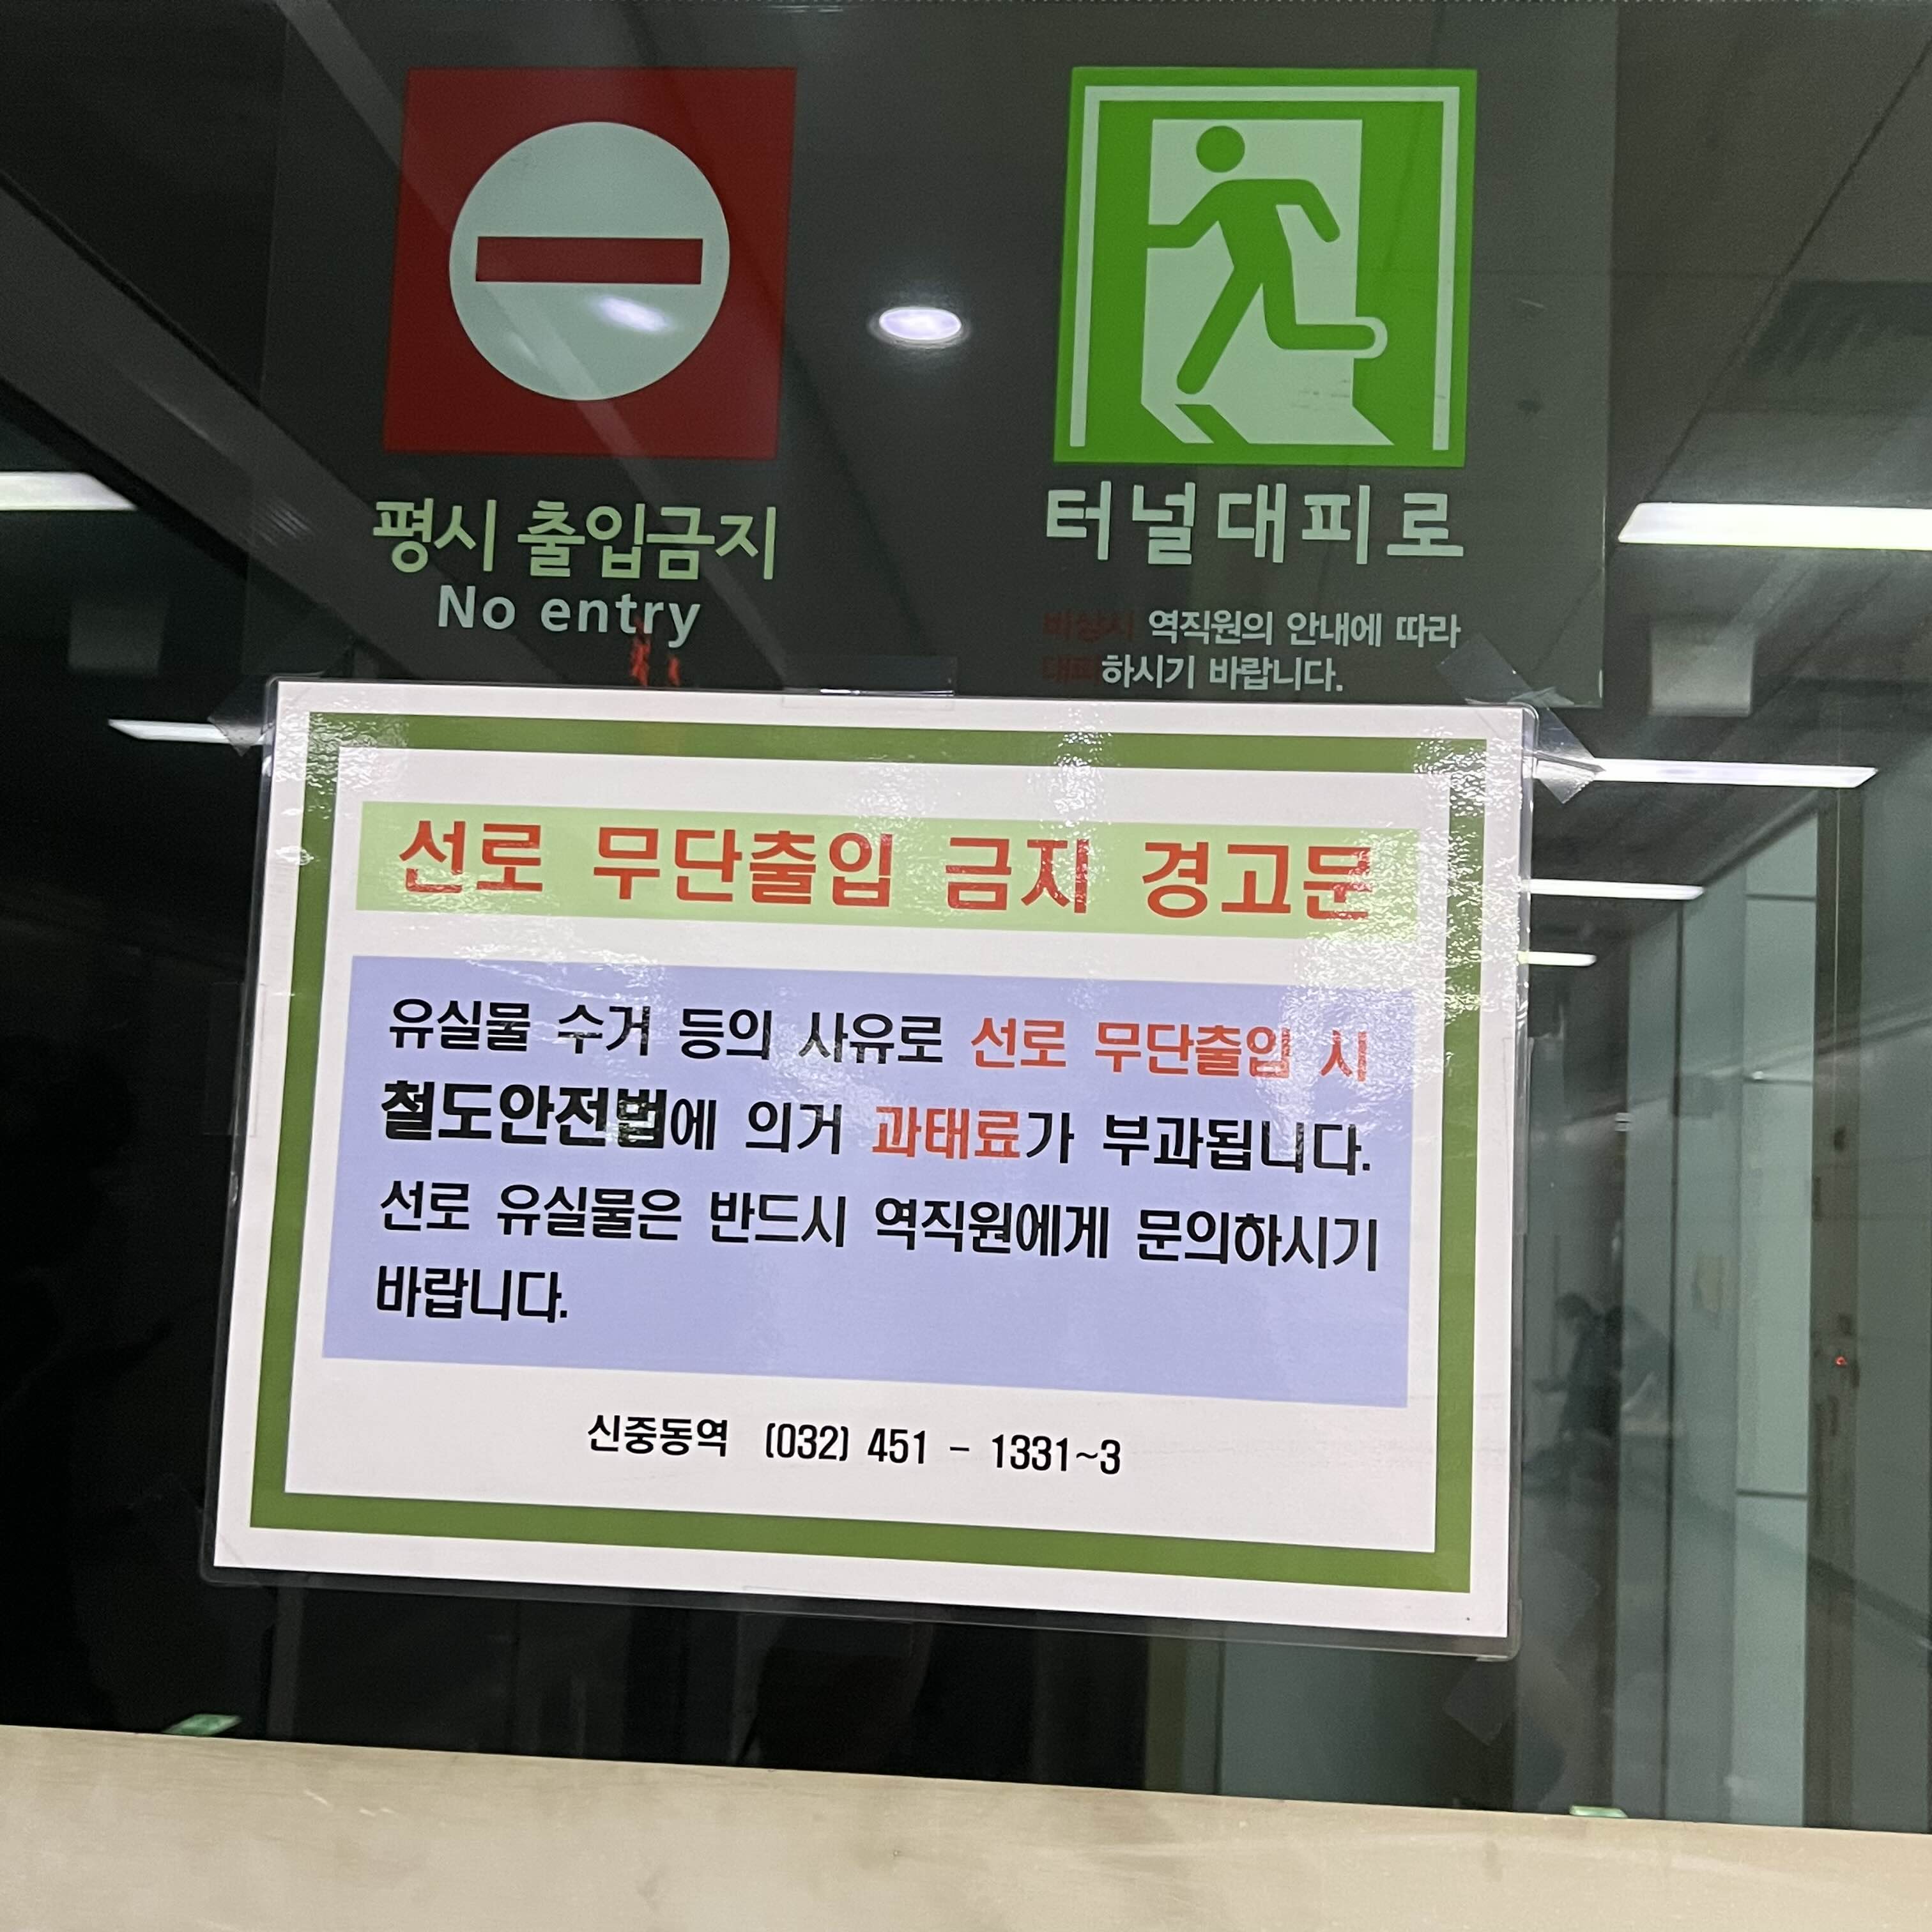 평시 출입금지
No entry
터널대피로
비상시 역직원의 안내에 따라
대피하시기 바랍니다.
선로 무단출입 금지 경고문
유실물 수거 등의 사유로 선로 무단출입 시
철도안전법에 의거 과태료가 부과됩니다.
선로 유실물은 반드시 역직원에게 문의하시기
바랍니다.
신중동역 (032) 451 - 1331~3